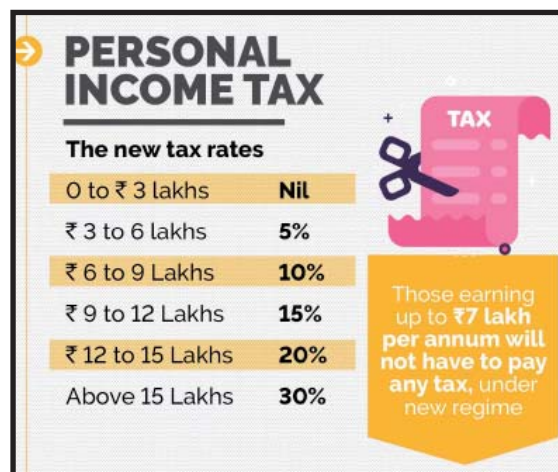 PERSONAL
INCOME TAX
The new tax rates
0 to ₹ 3 lakhs Nil
₹ 3 to 6 lakhs 5%
₹ 6 to 9 Lakhs 10%
₹ 9 to 12 Lakhs 15%
₹ 12 to 15 Lakhs 20%
Above 15 Lakhs 30%
TAX
Those earning
up to ₹7 lakh
per annum will
not have to pay
any tax, under
new regime